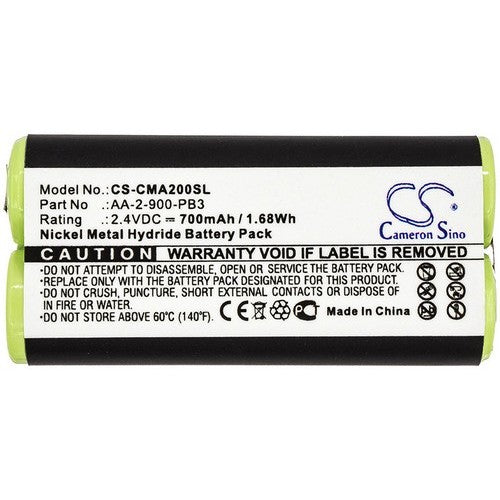 Model No.: CS-CMA200SL
Part No : AA-2-900-PB3
Rating : 2.4VDC ⎓ 700mAh / 1.68Wh
Nickel Metal Hydride Battery Pack
CS
Cameron Sino
CAUTION: WARRANTY VOID IF LABEL IS REMOVED
•DO NOT DISASSEMBLE OR SERVICE THE BATTERY PACK.
•REPLACE ONLY WITH THE BATTERY PACK DESIGNATED FOR THIS PRODUCT.
•DO NOT CRUSH, PUNCTURE, SHORT EXTERNAL CONTACTS OR DISPOSE OF
IN FIRE OR WATER.
•DO NOT STORE ABOVE 60℃ (140℉).
CE
Made in China